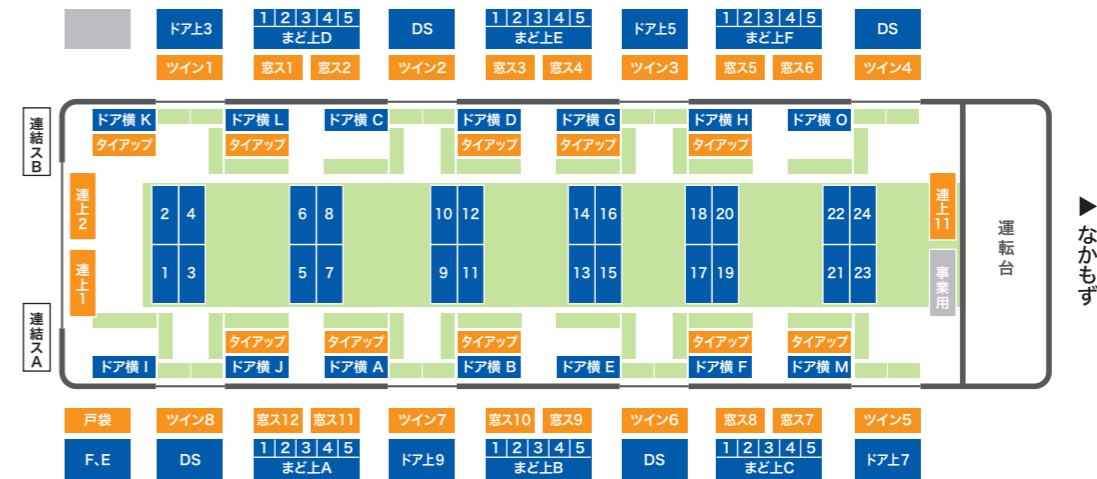 1 2 3 4 5 1 2 3 4 5 1 2 3 4 5
ドア上3 まど上D DS まど上E ドア上5 まど上F DS
ツイン1 窓ス1 窓ス2 ツイン2 窓ス3 窓ス4 ツイン3 窓ス5 窓ス6 ツイン4
連結スB
ドア横 K ドア横 L ドア横 C ドア横 D ドア横 G ドア横 H ドア横 O
タイアップ タイアップ タイアップ タイアップ タイアップ
連上2
2 4 6 8 10 12 14 16 18 20 22 24
連上11
運転台
▶なかもず
連上1
1 3 5 7 9 11 13 15 17 19 21 23
事業用
連結スA
タイアップ タイアップ タイアップ タイアップ タイアップ
ドア横 I ドア横 J ドア横 A ドア横 B ドア横 E ドア横 F ドア横 M
戸袋 ツイン8 窓ス12 窓ス11 ツイン7 窓ス10 窓ス9 ツイン6 窓ス8 窓ス7 ツイン5
1 2 3 4 5 1 2 3 4 5 1 2 3 4 5
F、E DS まど上A ドア上9 まど上B DS まど上C ドア上7